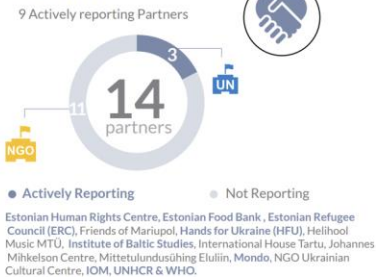 9 Actively reporting Partners
3
UN
14
partners
11
NGO
Actively Reporting
Not Reporting
Estonian Human Rights Centre, Estonian Food Bank , Estonian Refugee
Council (ERC), Friends of Mariupol, Hands for Ukraine (HFU), Helihool
Music MTÜ, Institute of Baltic Studies, International House Tartu, Johannes
Mihkelson Centre, Mittetulundusühing Eluliin, Mondo, NGO Ukrainian
Cultural Centre, IOM, UNHCR & WHO.